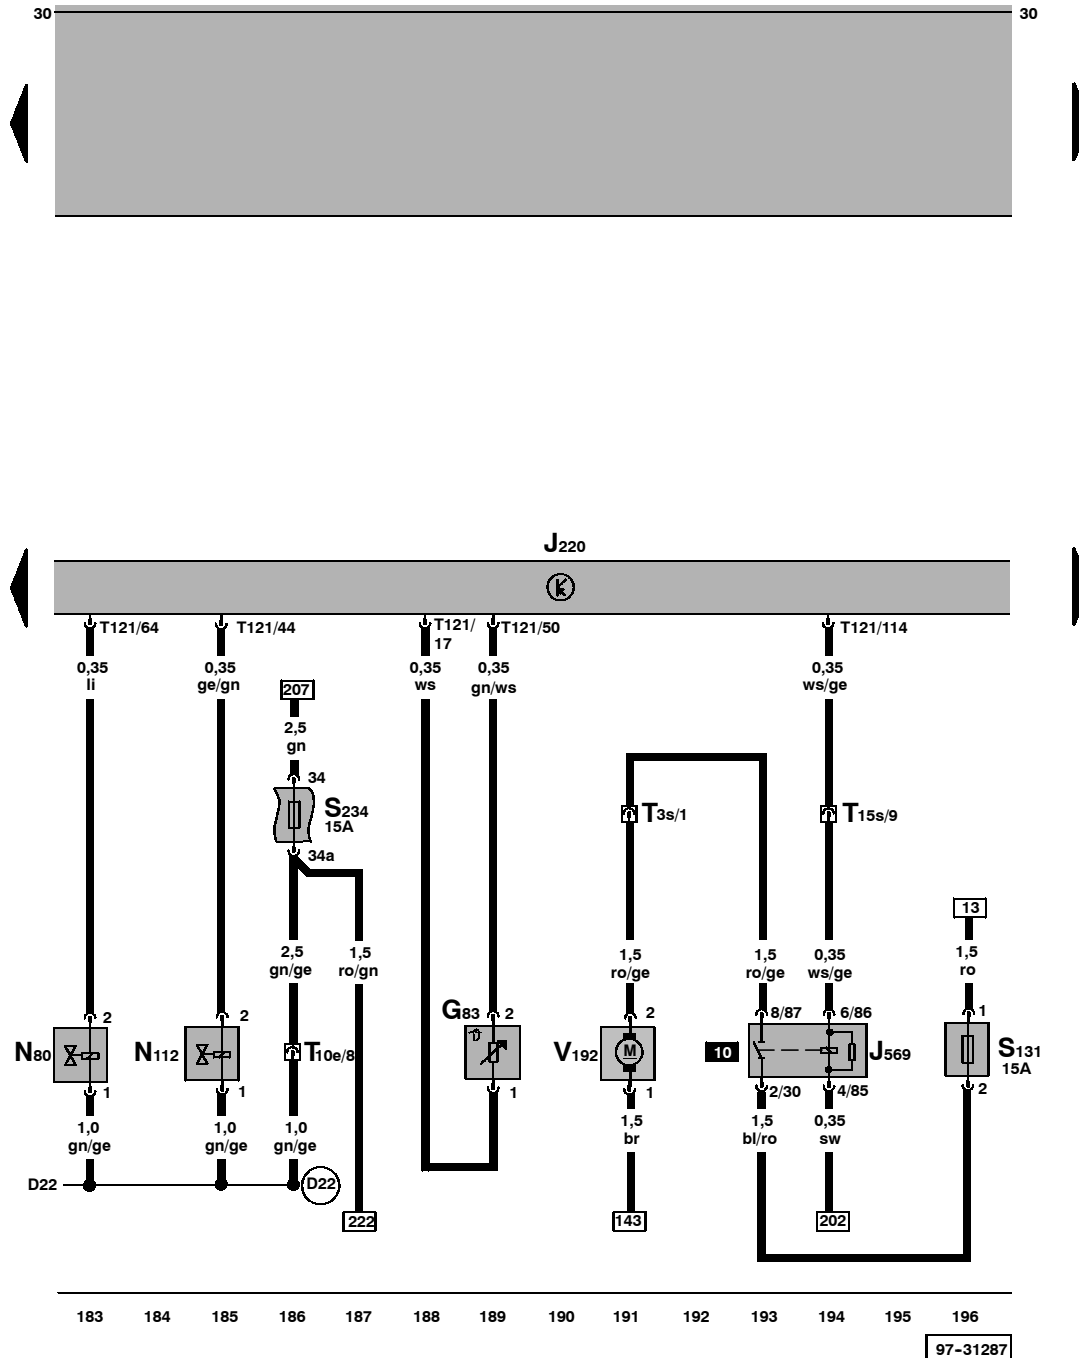 30 30
J220
T121/64 T121/44 T121/ T121/50 T121/114
17
0,35 0,35 0,35 0,35 0,35
li ge/gn ws gn/ws ws/ge
207
2,5
gn
34
S234
15A
T3s/1 T15s/9
34a
13
2,5 1,5 1,5 1,5 0,35 1,5
gn/ge ro/gn ro/ge ro/ge ws/ge ro
2 2 G83 2 2 8/87 6/86 1
N80 N112 T10e/8 ϑ V192 M 10 J569 S131
15A
1 1 1 1 2/30 4/85 2
1,0 1,0 1,0 1,5 1,5 0,35
gn/ge gn/ge gn/ge br bl/ro sw
D22 D22
222 143 202
183 184 185 186 187 188 189 190 191 192 193 194 195 196
97-31287